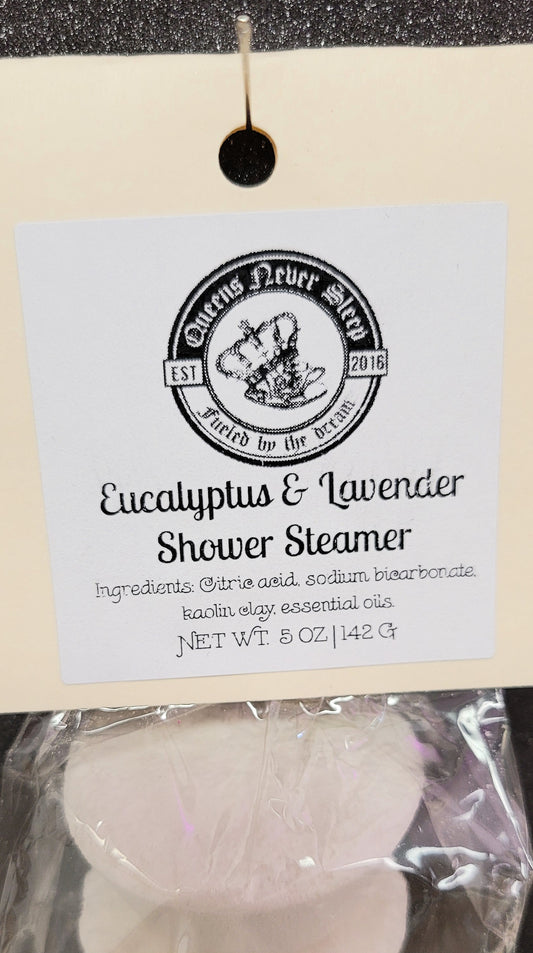 Queens Never Sleep
EST 2016
Fueled by the dream
Eucalyptus & Lavender
Shower Steamer
Ingredients: Citric acid, sodium bicarbonate,
kaolin clay, essential oils.
NET WT. 5 OZ | 142 G